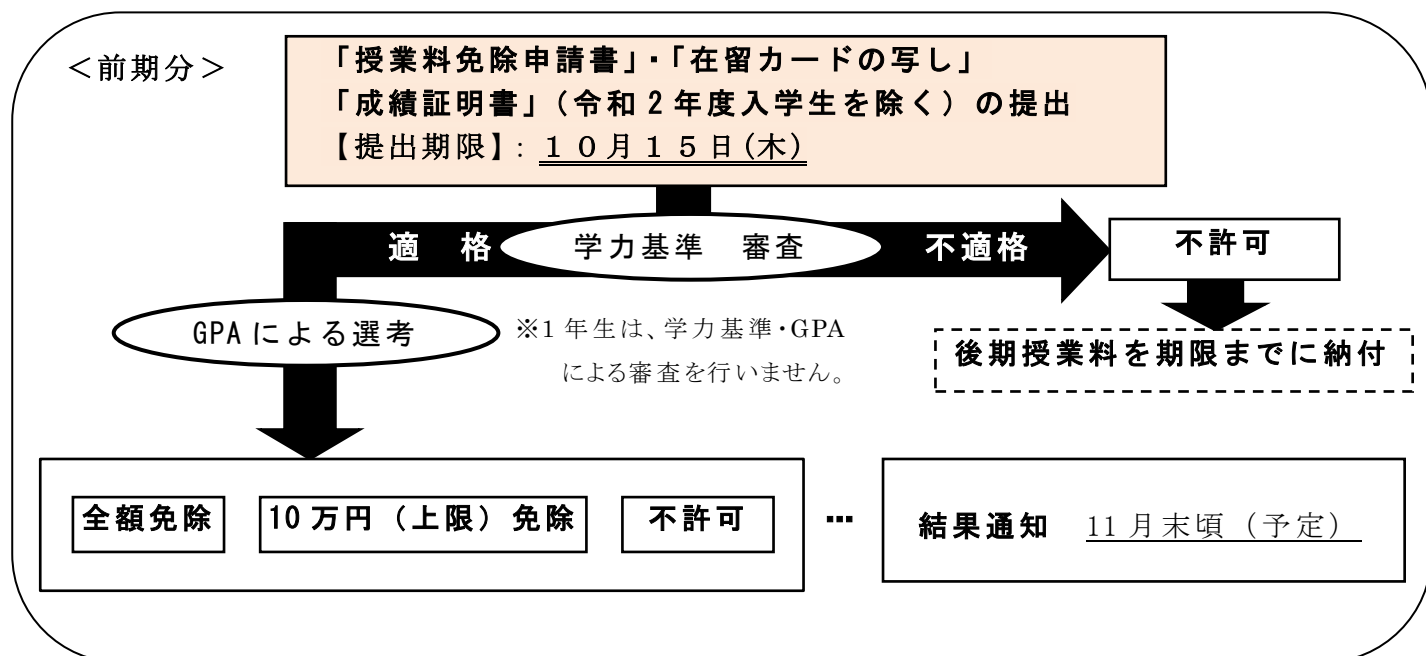 ＜前期分＞
「授業料免除申請書」・「在留カードの写し」
「成績証明書」（令和2年度入学生を除く）の提出
【提出期限】：１０月１５日(木)
適　格
学力基準　審査
不適格
不許可
GPAによる選考
※1年生は、学力基準・GPA
による審査を行いません。
後期授業料を期限までに納付
全額免除
10万円（上限）免除
不許可
…
結果通知　11月末頃（予定）